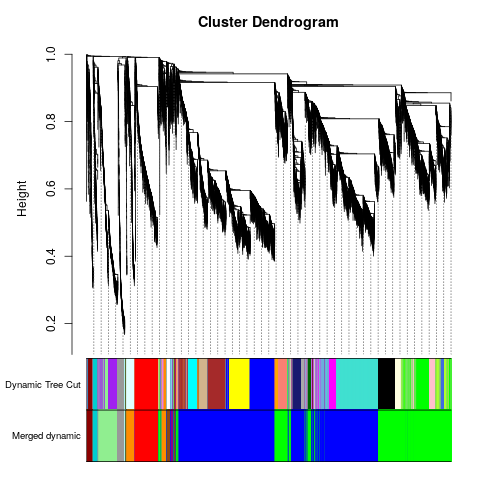 Cluster Dendrogram
Height
1.0
0.8
0.6
0.4
0.2
Dynamic Tree Cut
Merged dynamic